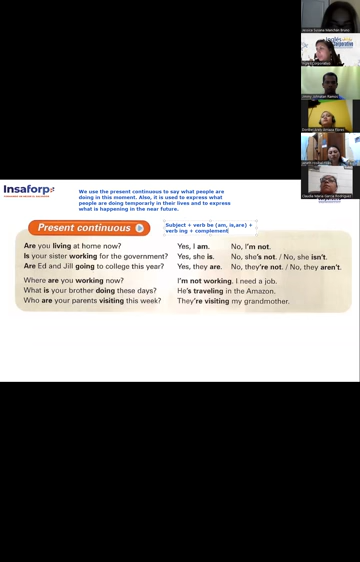 Inglés
Corporativo
Insaforp
We use the present continuous to say what people are
doing in this moment. Also, it is used to express what
people are doing temporarily in their lives and to express
what is happening in the near future.
Present continuous
Subject + verb be (am, is,are) +
verb ing + complement
Are you living at home now? Yes, I am. No, I'm not.
Is your sister working for the government? Yes, she is. No, she's not. / No, she isn't.
Are Ed and Jill going to college this year? Yes, they are. No, they're not. / No, they aren't.
Where are you working now? I'm not working. I need a job.
What is your brother doing these days? He's traveling in the Amazon.
Who are your parents visiting this week? They're visiting my grandmother.